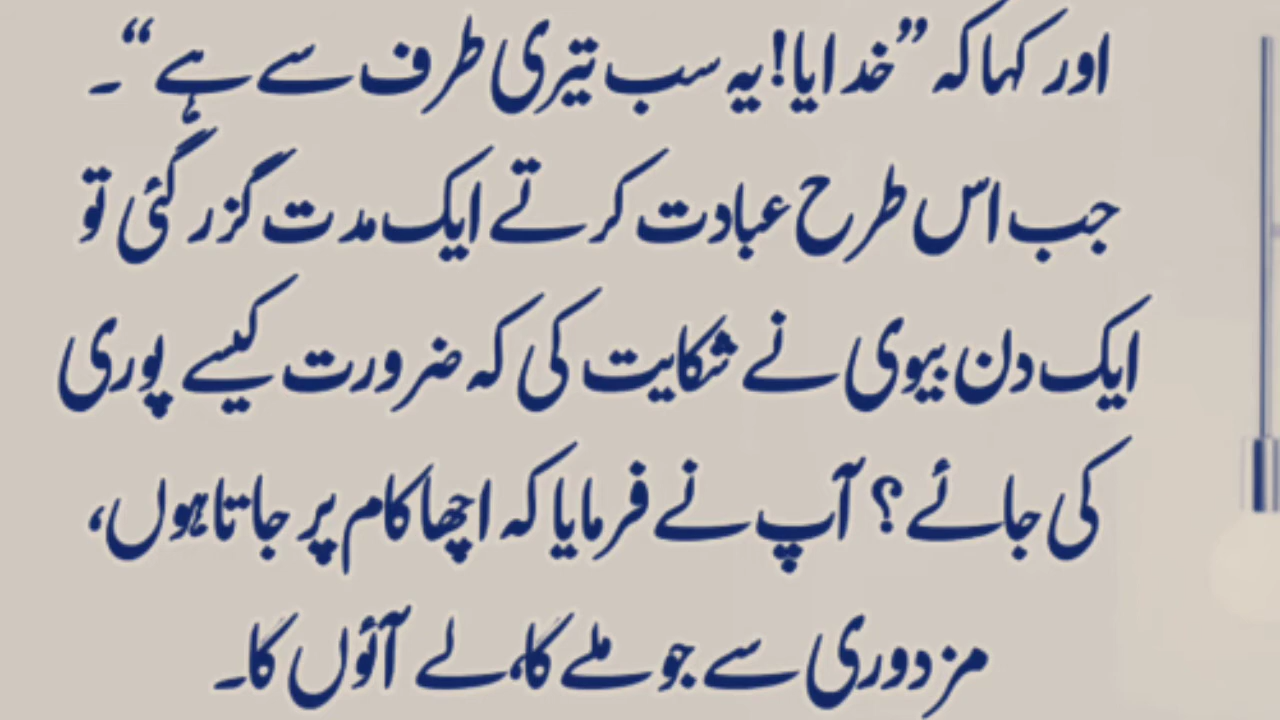 اور کہا کہ ”خدایا! یہ سب تیری طرف سے ہے“۔
جب اس طرح عبادت کرتے ایک مدت گزر گئی تو
ایک دن بیوی نے شکایت کی کہ ضرورت کیسے پوری
کی جائے؟ آپ نے فرمایا کہ اچھا کام پر جاتا ہوں،
مزدوری سے جو ملے گا، لے آئوں گا۔